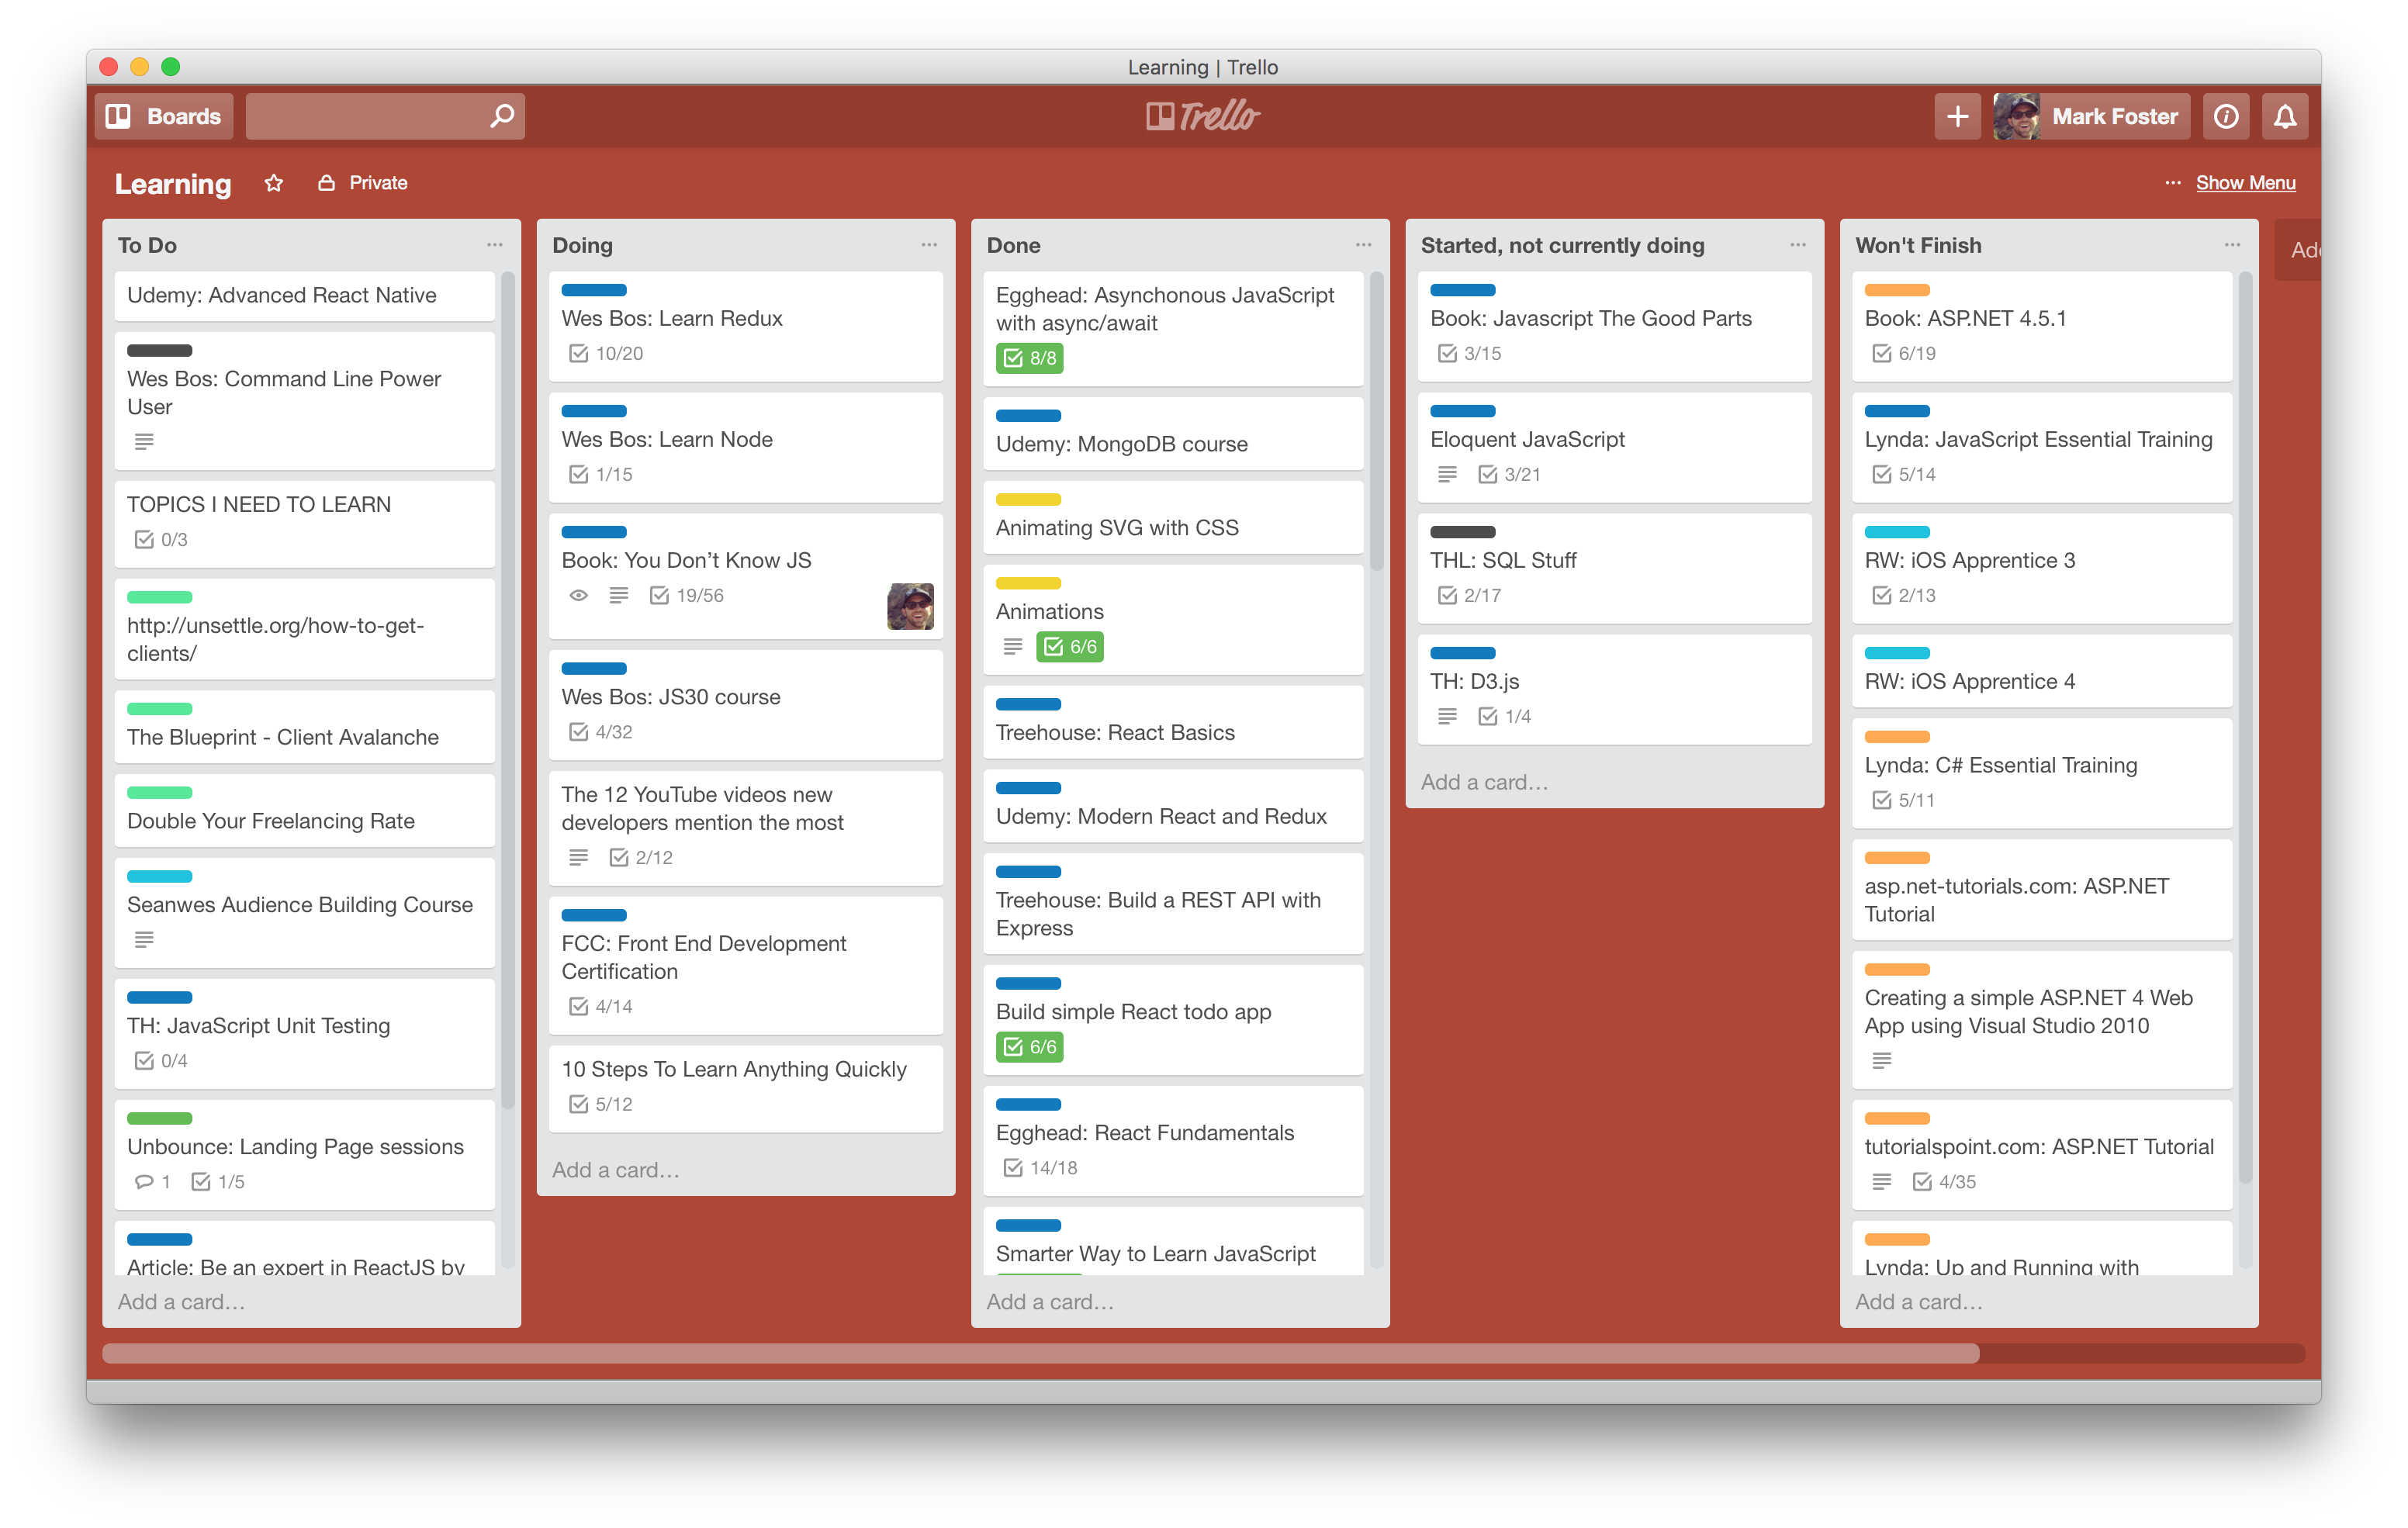 Learning | Trello
Boards
Trello
Mark Foster
Learning
Private
Show Menu
To Do
Udemy: Advanced React Native
Wes Bos: Command Line Power
User
TOPICS I NEED TO LEARN
0/3
http://unsettle.org/how-to-get-
clients/
The Blueprint - Client Avalanche
Double Your Freelancing Rate
Seanwes Audience Building Course
TH: JavaScript Unit Testing
0/4
Unbounce: Landing Page sessions
1
1/5
Article: Be an expert in ReactJS by
Add a card…
Doing
Wes Bos: Learn Redux
10/20
Wes Bos: Learn Node
1/15
Book: You Don’t Know JS
19/56
Wes Bos: JS30 course
4/32
The 12 YouTube videos new
developers mention the most
2/12
FCC: Front End Development
Certification
4/14
10 Steps To Learn Anything Quickly
5/12
Add a card…
Done
Egghead: Asynchonous JavaScript
with async/await
8/8
Udemy: MongoDB course
Animating SVG with CSS
Animations
6/6
Treehouse: React Basics
Udemy: Modern React and Redux
Treehouse: Build a REST API with
Express
Build simple React todo app
6/6
Egghead: React Fundamentals
14/18
Smarter Way to Learn JavaScript
Add a card…
Started, not currently doing
Book: Javascript The Good Parts
3/15
Eloquent JavaScript
3/21
THL: SQL Stuff
2/17
TH: D3.js
1/4
Add a card…
Won't Finish
Book: ASP.NET 4.5.1
6/19
Lynda: JavaScript Essential Training
5/14
RW: iOS Apprentice 3
2/13
RW: iOS Apprentice 4
Lynda: C# Essential Training
5/11
asp.net-tutorials.com: ASP.NET
Tutorial
Creating a simple ASP.NET 4 Web
App using Visual Studio 2010
tutorialspoint.com: ASP.NET Tutorial
4/35
Lynda: Up and Running with
Add a card…